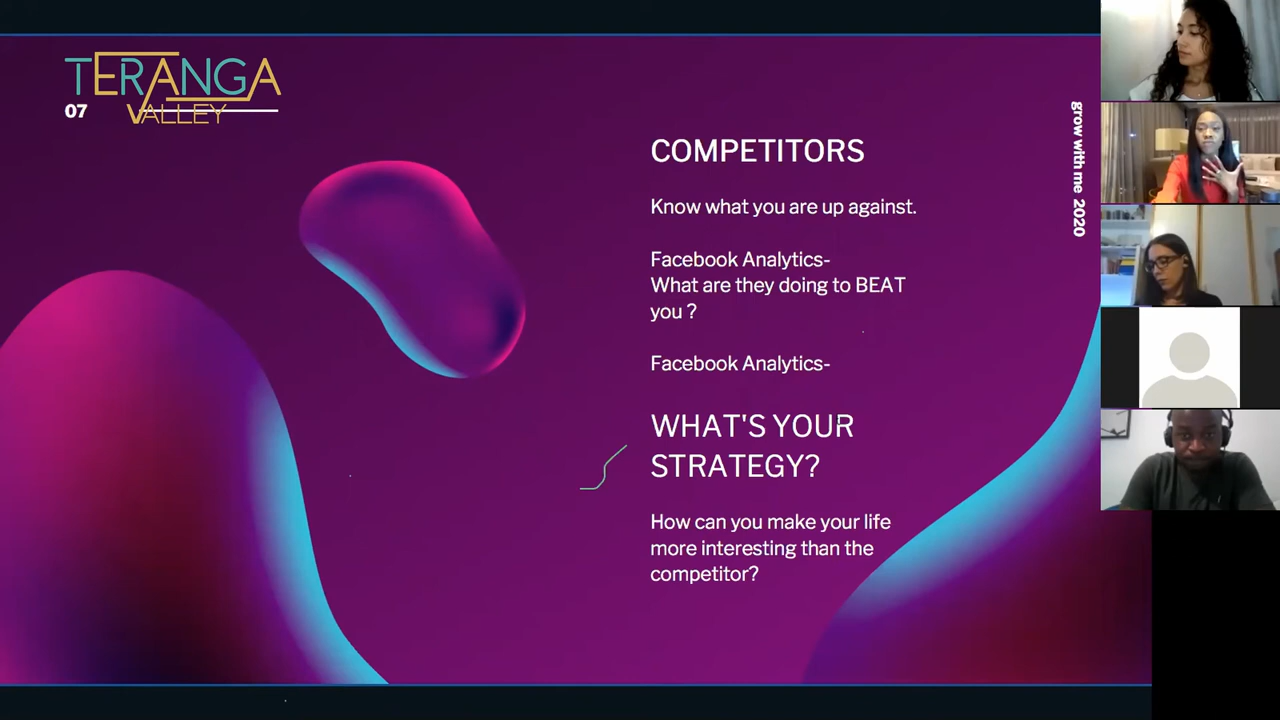 TERANGA
07
VALLEY
grow with me 2020
COMPETITORS
Know what you are up against.
Facebook Analytics-
What are they doing to BEAT
you ?
Facebook Analytics-
WHAT'S YOUR
STRATEGY?
How can you make your life
more interesting than the
competitor?